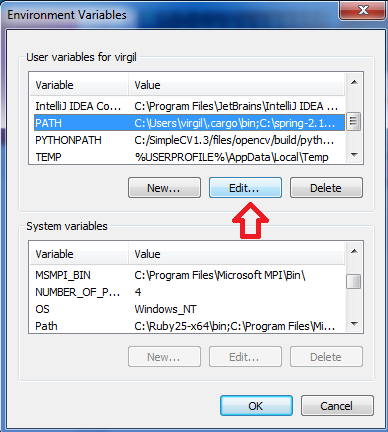 Environment Variables
User variables for virgil
Variable Value
IntelliJ IDEA Co... C:\Program Files\JetBrains\IntelliJ IDEA ...
PATH C:\Users\virgil\.cargo\bin;C:\spring-2.1...
PYTHONPATH C:/SimpleCV1.3/files/opencv/build/pyth...
TEMP %USERPROFILE%\AppData\Local\Temp
New... Edit... Delete
System variables
Variable Value
MSMPI_BIN C:\Program Files\Microsoft MPI\Bin\
NUMBER_OF_P... 4
OS Windows_NT
Path C:\Ruby25-x64\bin;C:\Program Files\Mi...
New... Edit... Delete
OK Cancel